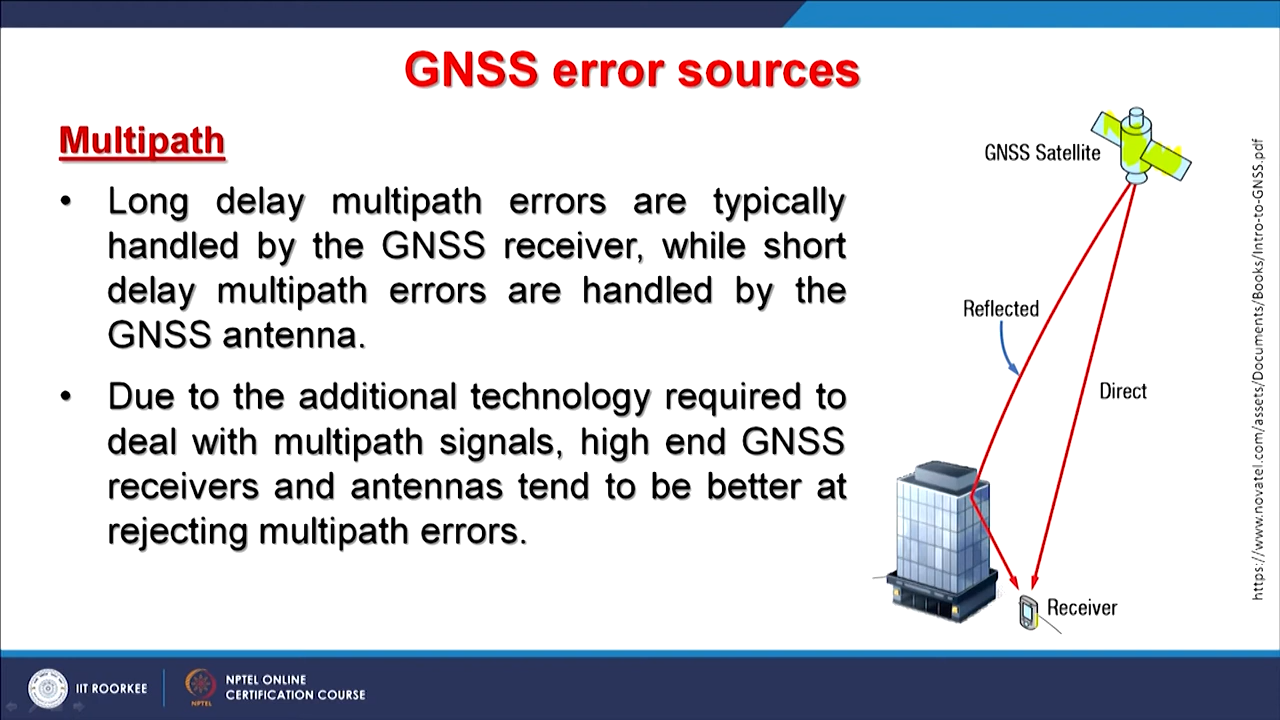 GNSS error sources
Multipath
• Long delay multipath errors are typically
handled by the GNSS receiver, while short
delay multipath errors are handled by the
GNSS antenna.
• Due to the additional technology required to
deal with multipath signals, high end GNSS
receivers and antennas tend to be better at
rejecting multipath errors.
GNSS Satellite
Reflected
Direct
Receiver
https://www.novatel.com/assets/Documents/Books/Intro-to-GNSS.pdf
IIT ROORKEE
NPTEL
NPTEL ONLINE
CERTIFICATION COURSE